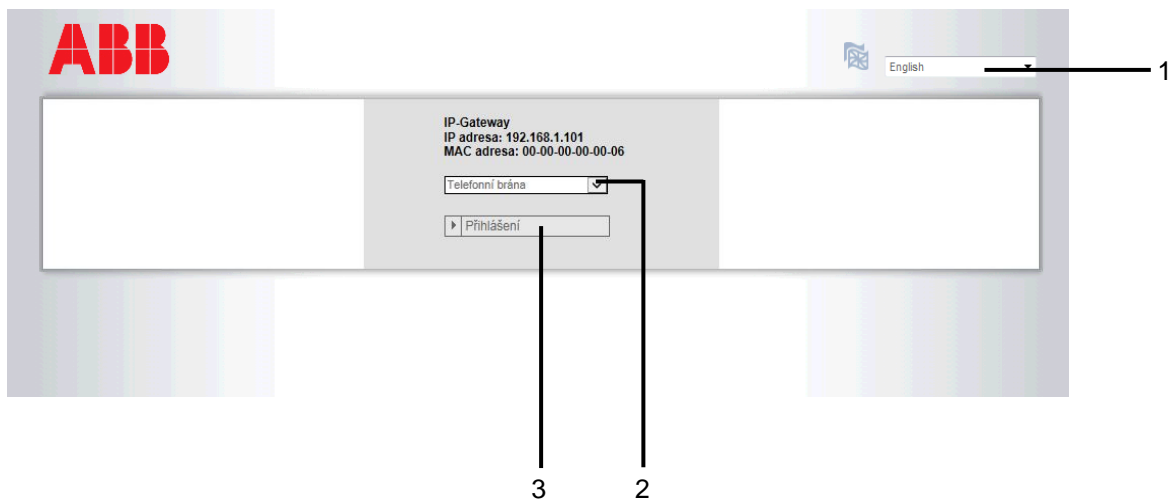 ABB
English
1
IP-Gateway
IP adresa: 192.168.1.101
MAC adresa: 00-00-00-00-00-06
Telefonní brána
Přihlášení
3 2